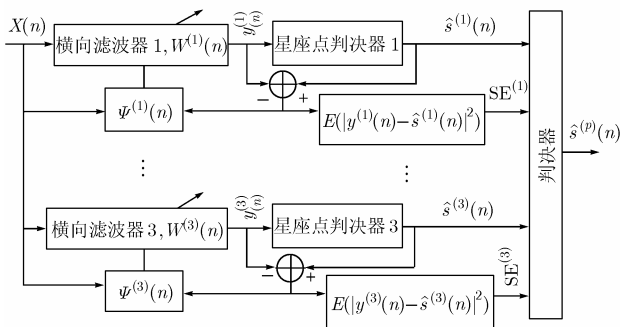 X(n)
横向滤波器 1, W⁽¹⁾(n)
y⁽¹⁾(n)
星座点判决器 1
ŝ⁽¹⁾(n)
− +
Ψ⁽¹⁾(n)
E(|y⁽¹⁾(n)−ŝ⁽¹⁾(n)|²)
SE⁽¹⁾
判决器
ŝ⁽ᵖ⁾(n)
⋮
⋮
横向滤波器 3, W⁽³⁾(n)
y⁽³⁾(n)
星座点判决器 3
ŝ⁽³⁾(n)
− +
Ψ⁽³⁾(n)
E(|y⁽³⁾(n)−ŝ⁽³⁾(n)|²)
SE⁽³⁾